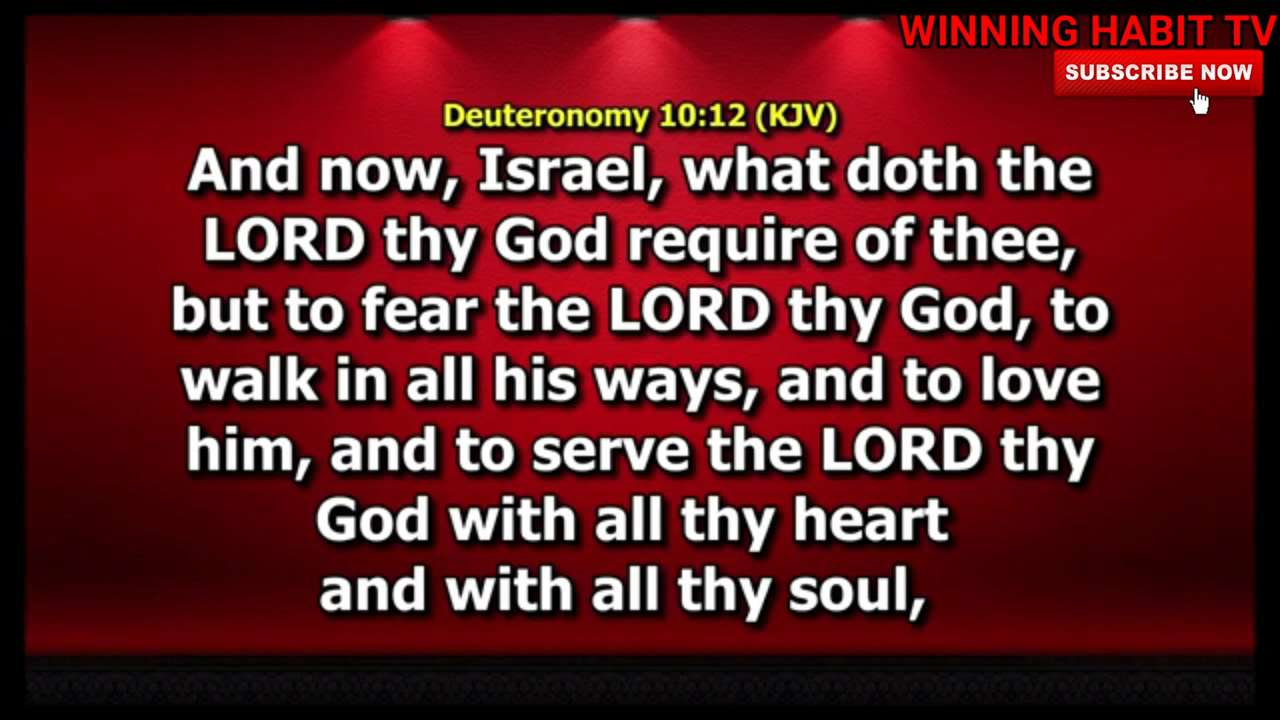 WINNING HABIT TV
SUBSCRIBE NOW
Deuteronomy 10:12 (KJV)
And now, Israel, what doth the
LORD thy God require of thee,
but to fear the LORD thy God, to
walk in all his ways, and to love
him, and to serve the LORD thy
God with all thy heart
and with all thy soul,